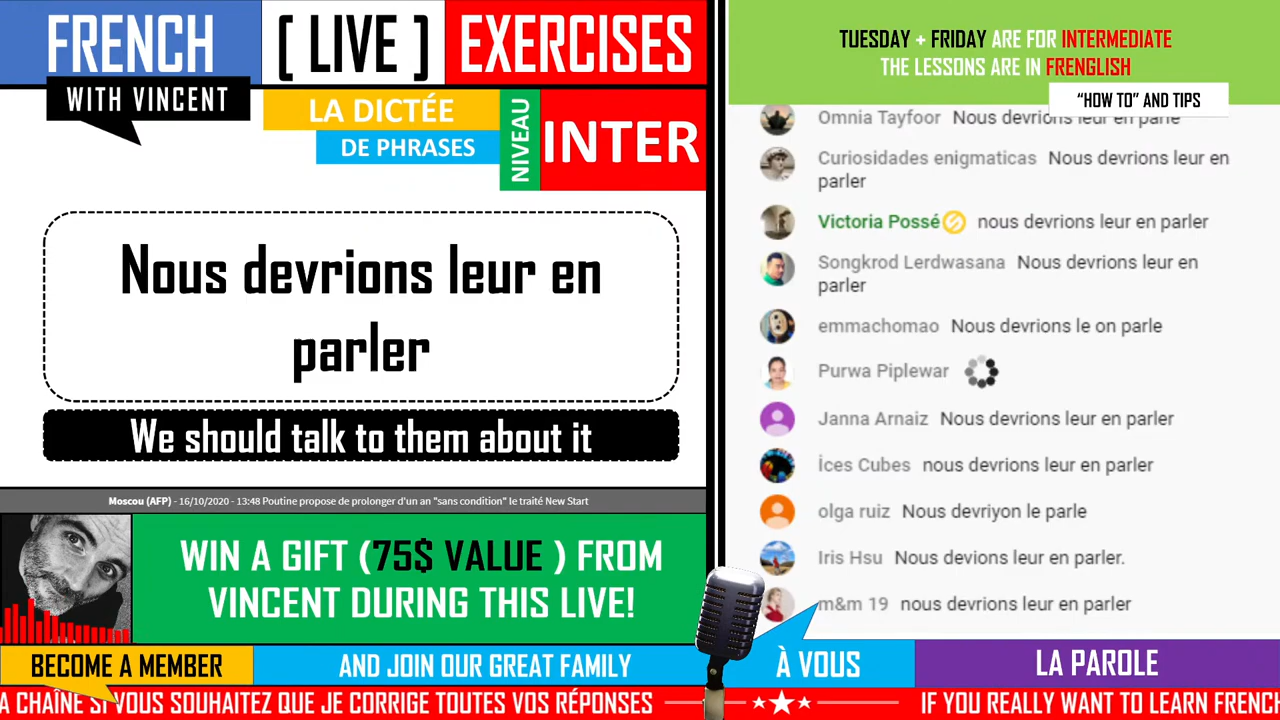 FRENCH
WITH VINCENT
[ LIVE ]
EXERCISES
LA DICTÉE
DE PHRASES
NIVEAU
INTER
Nous devrions leur en
parler
We should talk to them about it
Moscou (AFP) - 16/10/2020 - 13:48 Poutine propose de prolonger d'un an "sans condition" le traité New Start
WIN A GIFT (75$ VALUE ) FROM
VINCENT DURING THIS LIVE!
TUESDAY + FRIDAY ARE FOR INTERMEDIATE
THE LESSONS ARE IN FRENGLISH
"HOW TO" AND TIPS
Omnia Tayfoor Nous devrions leur en parle
Curiosidades enigmaticas Nous devrions leur en
parler
Victoria Possé nous devrions leur en parler
Songkrod Lerdwasana Nous devrions leur en
parler
emmachomao Nous devrions le on parle
Purwa Piplewar
Janna Arnaiz Nous devrions leur en parler
İces Cubes nous devrions leur en parler
olga ruiz Nous devriyon le parle
Iris Hsu Nous devions leur en parler.
m&m 19 nous devrions leur en parler
BECOME A MEMBER
AND JOIN OUR GREAT FAMILY
À VOUS
LA PAROLE
A CHAÎNE SI VOUS SOUHAITEZ QUE JE CORRIGE TOUTES VOS RÉPONSES
IF YOU REALLY WANT TO LEARN FRENCH